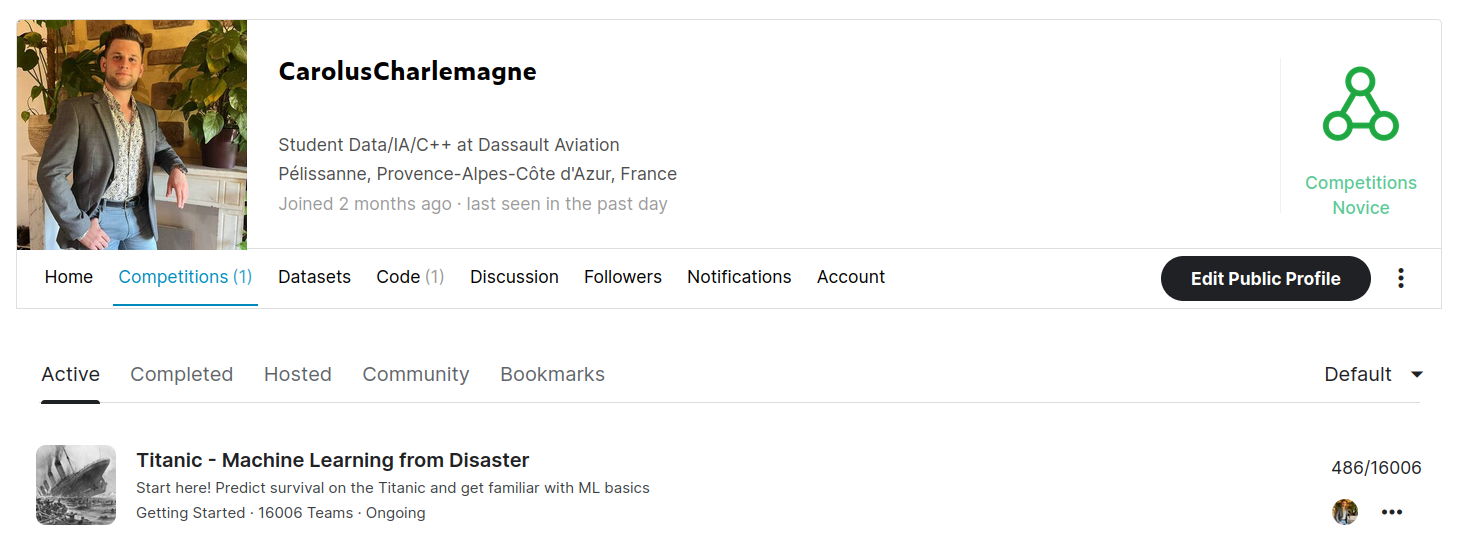 CarolusCharlemagne
Student Data/IA/C++ at Dassault Aviation
Pélissanne, Provence-Alpes-Côte d'Azur, France
Joined 2 months ago · last seen in the past day
Competitions
Novice
Home Competitions (1) Datasets Code (1) Discussion Followers Notifications Account Edit Public Profile
Active Completed Hosted Community Bookmarks Default
Titanic - Machine Learning from Disaster
486/16006
Start here! Predict survival on the Titanic and get familiar with ML basics
Getting Started · 16006 Teams · Ongoing